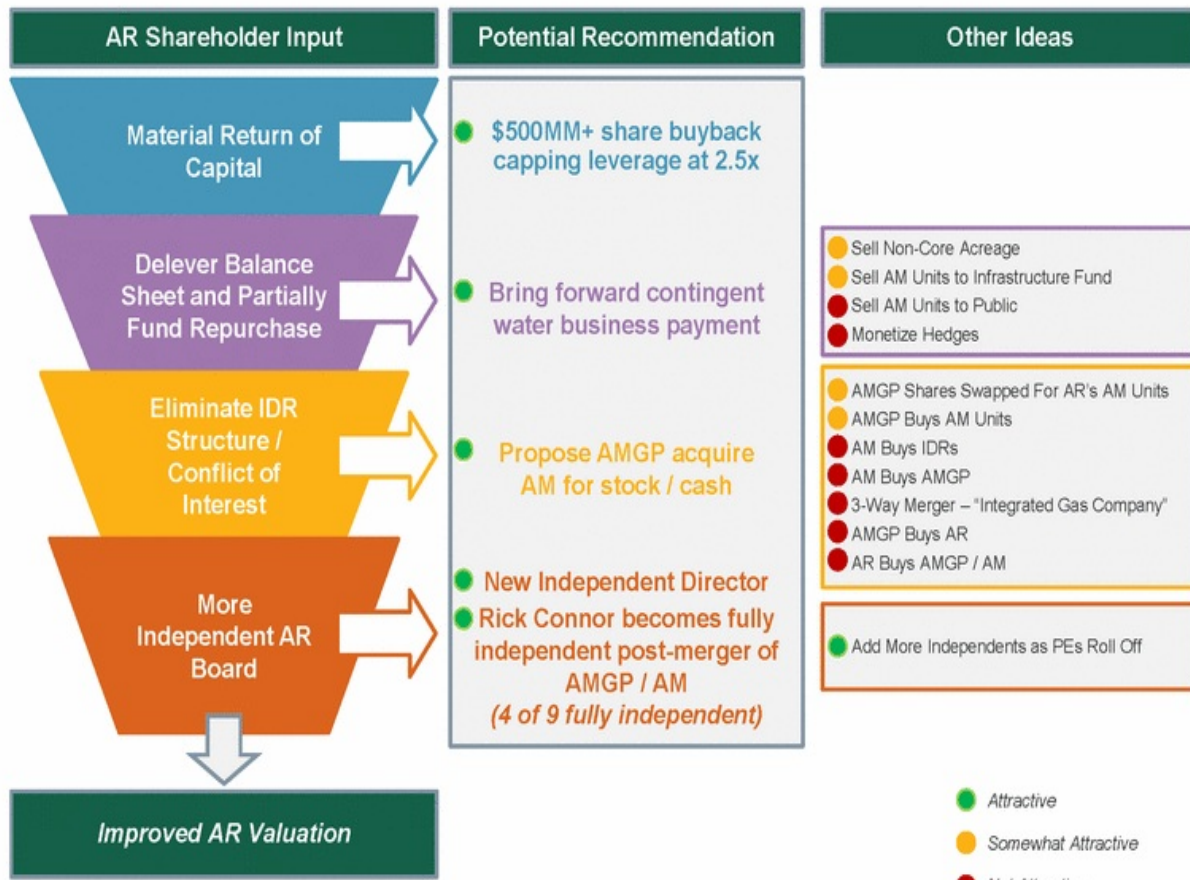 AR Shareholder Input
Potential Recommendation
Other Ideas
Material Return of
Capital
$500MM+ share buyback
capping leverage at 2.5x
Delever Balance
Sheet and Partially
Fund Repurchase
Bring forward contingent
water business payment
Sell Non-Core Acreage
Sell AM Units to Infrastructure Fund
Sell AM Units to Public
Monetize Hedges
Eliminate IDR
Structure /
Conflict of
Interest
Propose AMGP acquire
AM for stock / cash
AMGP Shares Swapped For AR's AM Units
AMGP Buys AM Units
AM Buys IDRs
AM Buys AMGP
3-Way Merger – "Integrated Gas Company"
AMGP Buys AR
AR Buys AMGP / AM
More
Independent AR
Board
New Independent Director
Rick Connor becomes fully
independent post-merger of
AMGP / AM
(4 of 9 fully independent)
Add More Independents as PEs Roll Off
Improved AR Valuation
Attractive
Somewhat Attractive